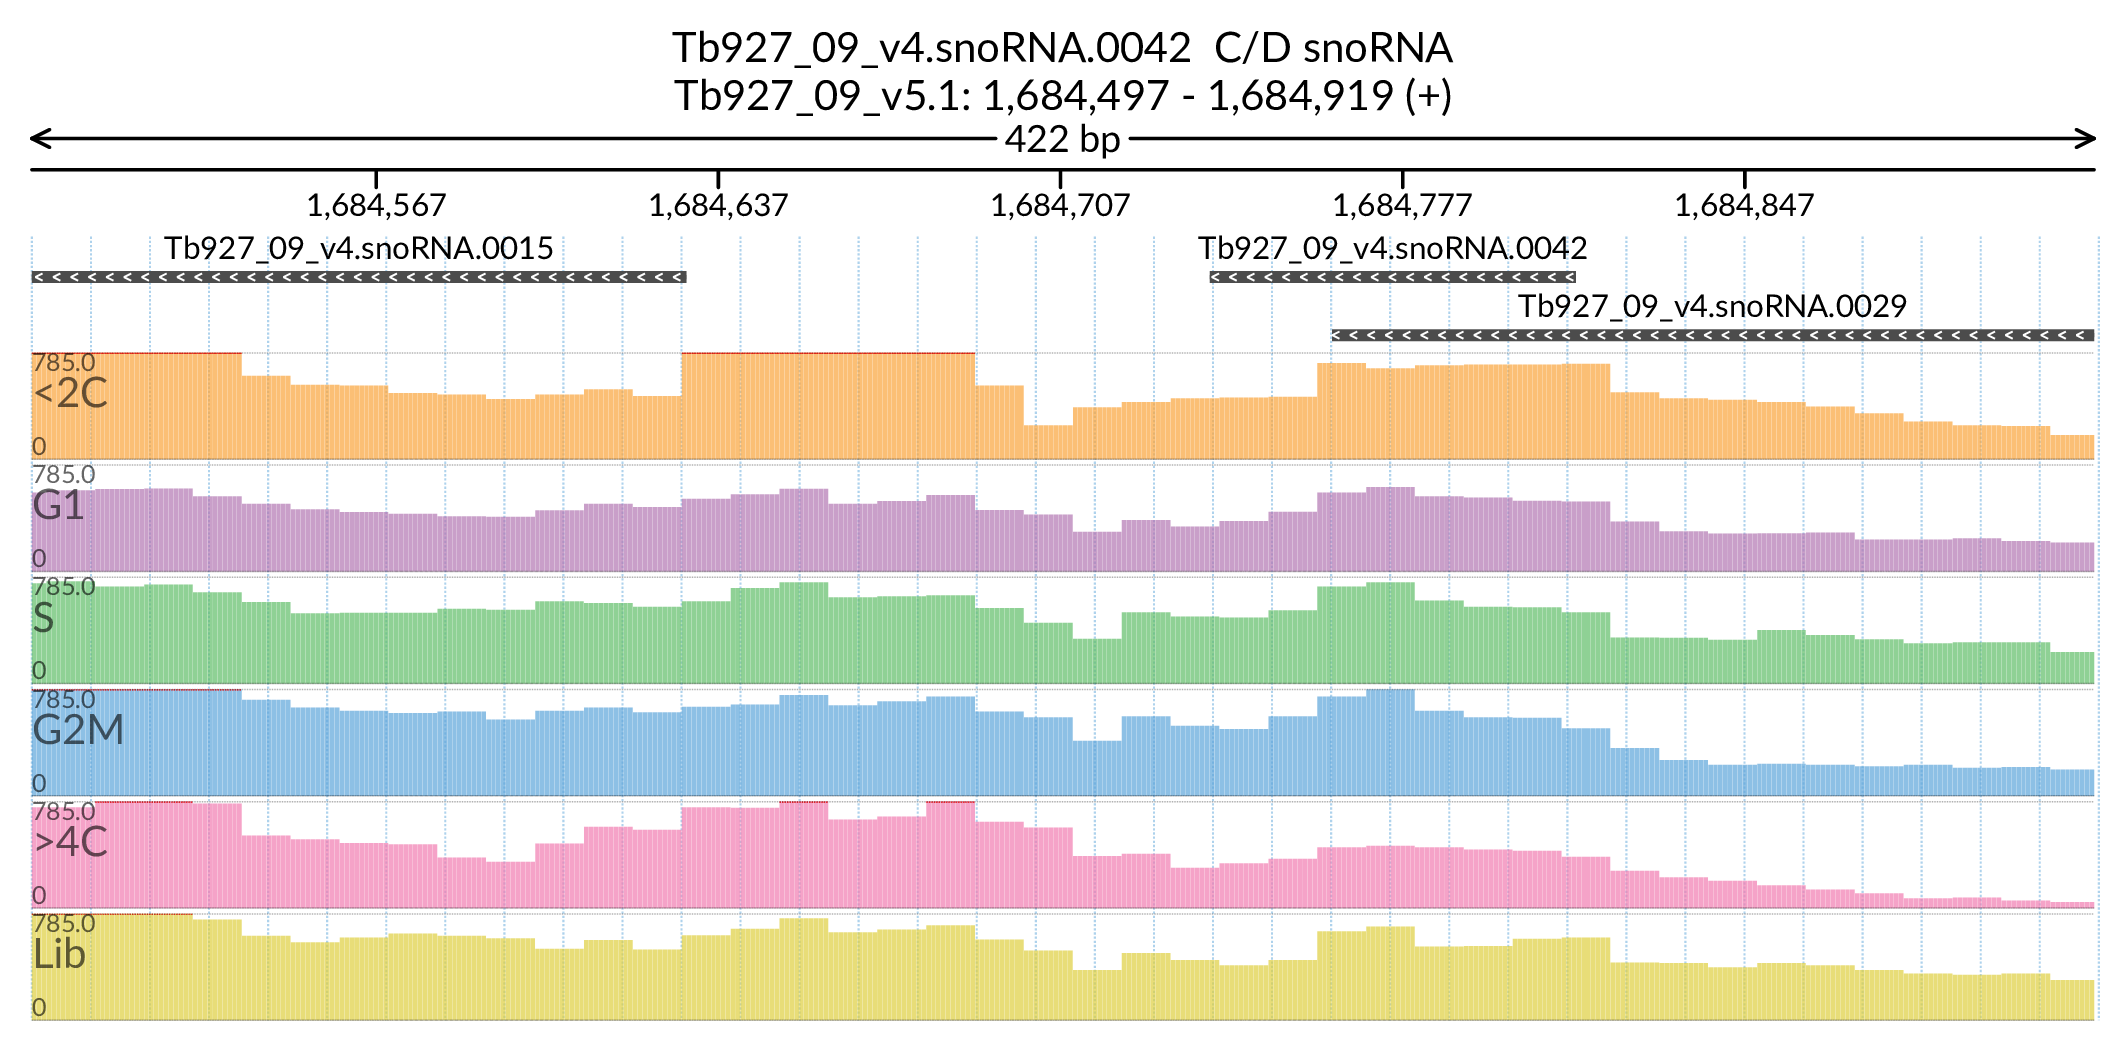 Tb927_09_v4.snoRNA.0042  C/D snoRNA
Tb927_09_v5.1: 1,684,497 - 1,684,919 (+)
422 bp
1,684,567 1,684,637 1,684,707 1,684,777 1,684,847
Tb927_09_v4.snoRNA.0015 Tb927_09_v4.snoRNA.0042
Tb927_09_v4.snoRNA.0029
785.0
<2C
0
785.0
G1
0
785.0
S
0
785.0
G2M
0
785.0
>4C
0
785.0
Lib
0